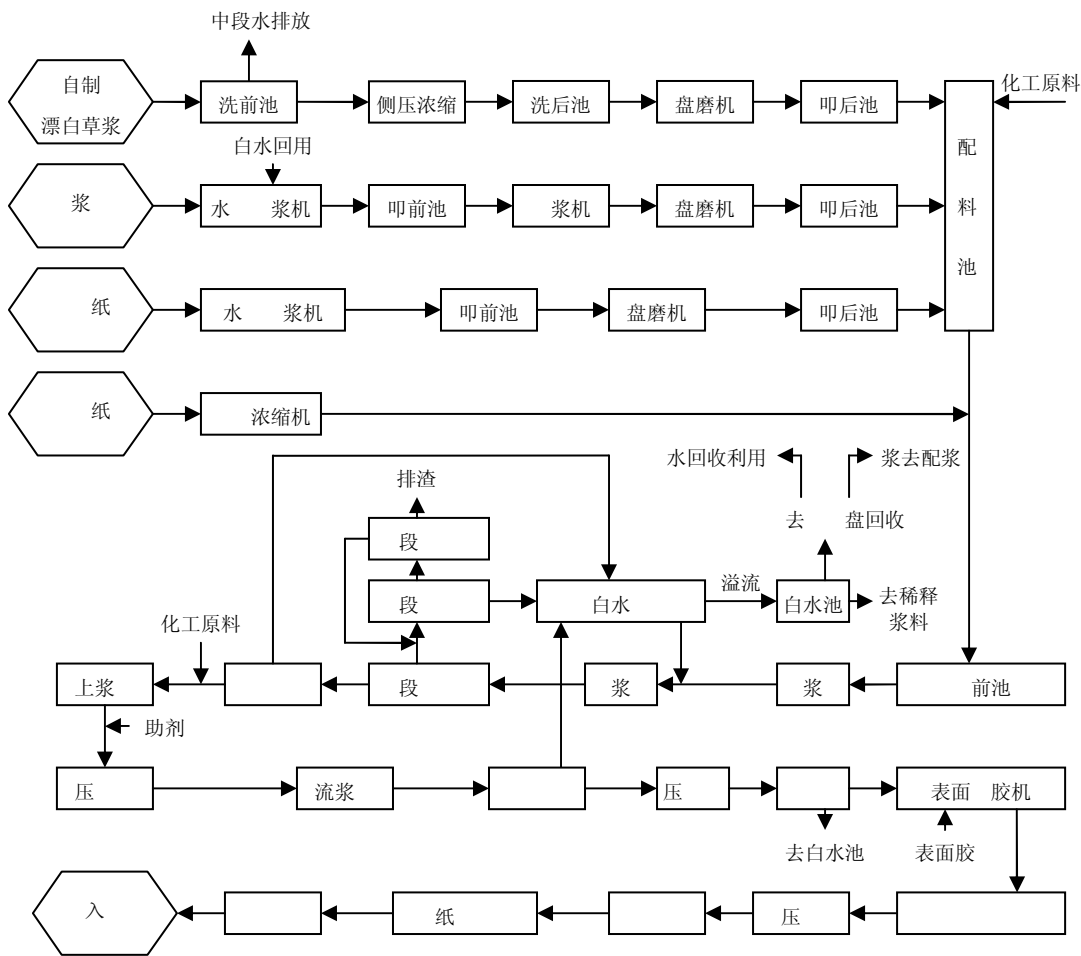 中段水排放
自制
漂白草浆
洗前池
侧压浓缩
洗后池
盘磨机
叩后池
化工原料
配
料
池
白水回用
浆
水 浆机
叩前池
浆机
盘磨机
叩后池
纸
水 浆机
叩前池
盘磨机
叩后池
纸
浓缩机
水回收利用
浆去配浆
排渣
去 盘回收
段
段
白水
溢流
白水池
去稀释
浆料
化工原料
上浆
段
浆
浆
前池
助剂
压
流浆
压
表面 胶机
去白水池
表面胶
入
纸
压